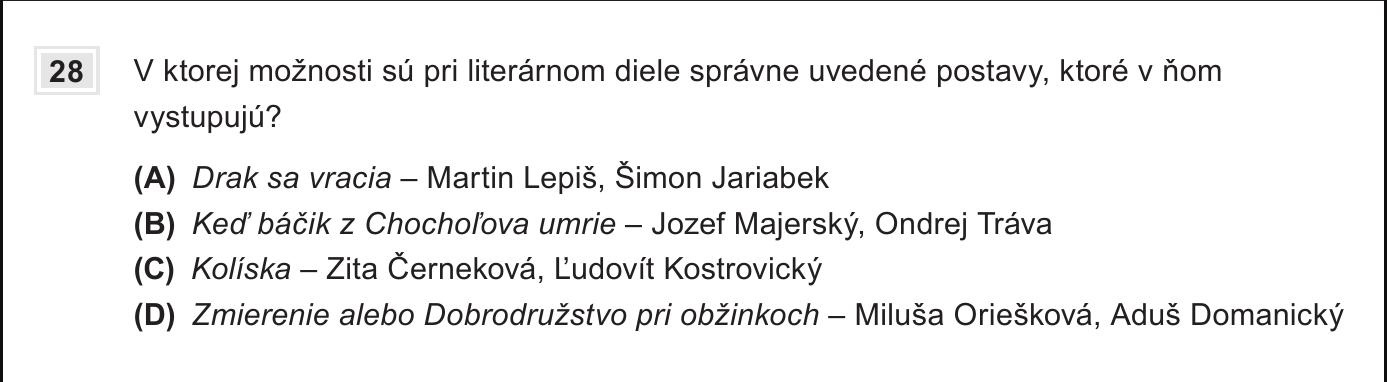 28 V ktorej možnosti sú pri literárnom diele správne uvedené postavy, ktoré v ňom
vystupujú?
(A) Drak sa vracia – Martin Lepiš, Šimon Jariabek
(B) Keď báčik z Chochoľova umrie – Jozef Majerský, Ondrej Tráva
(C) Kolíska – Zita Černeková, Ľudovít Kostrovický
(D) Zmierenie alebo Dobrodružstvo pri obžinkoch – Miluša Oriešková, Aduš Domanický